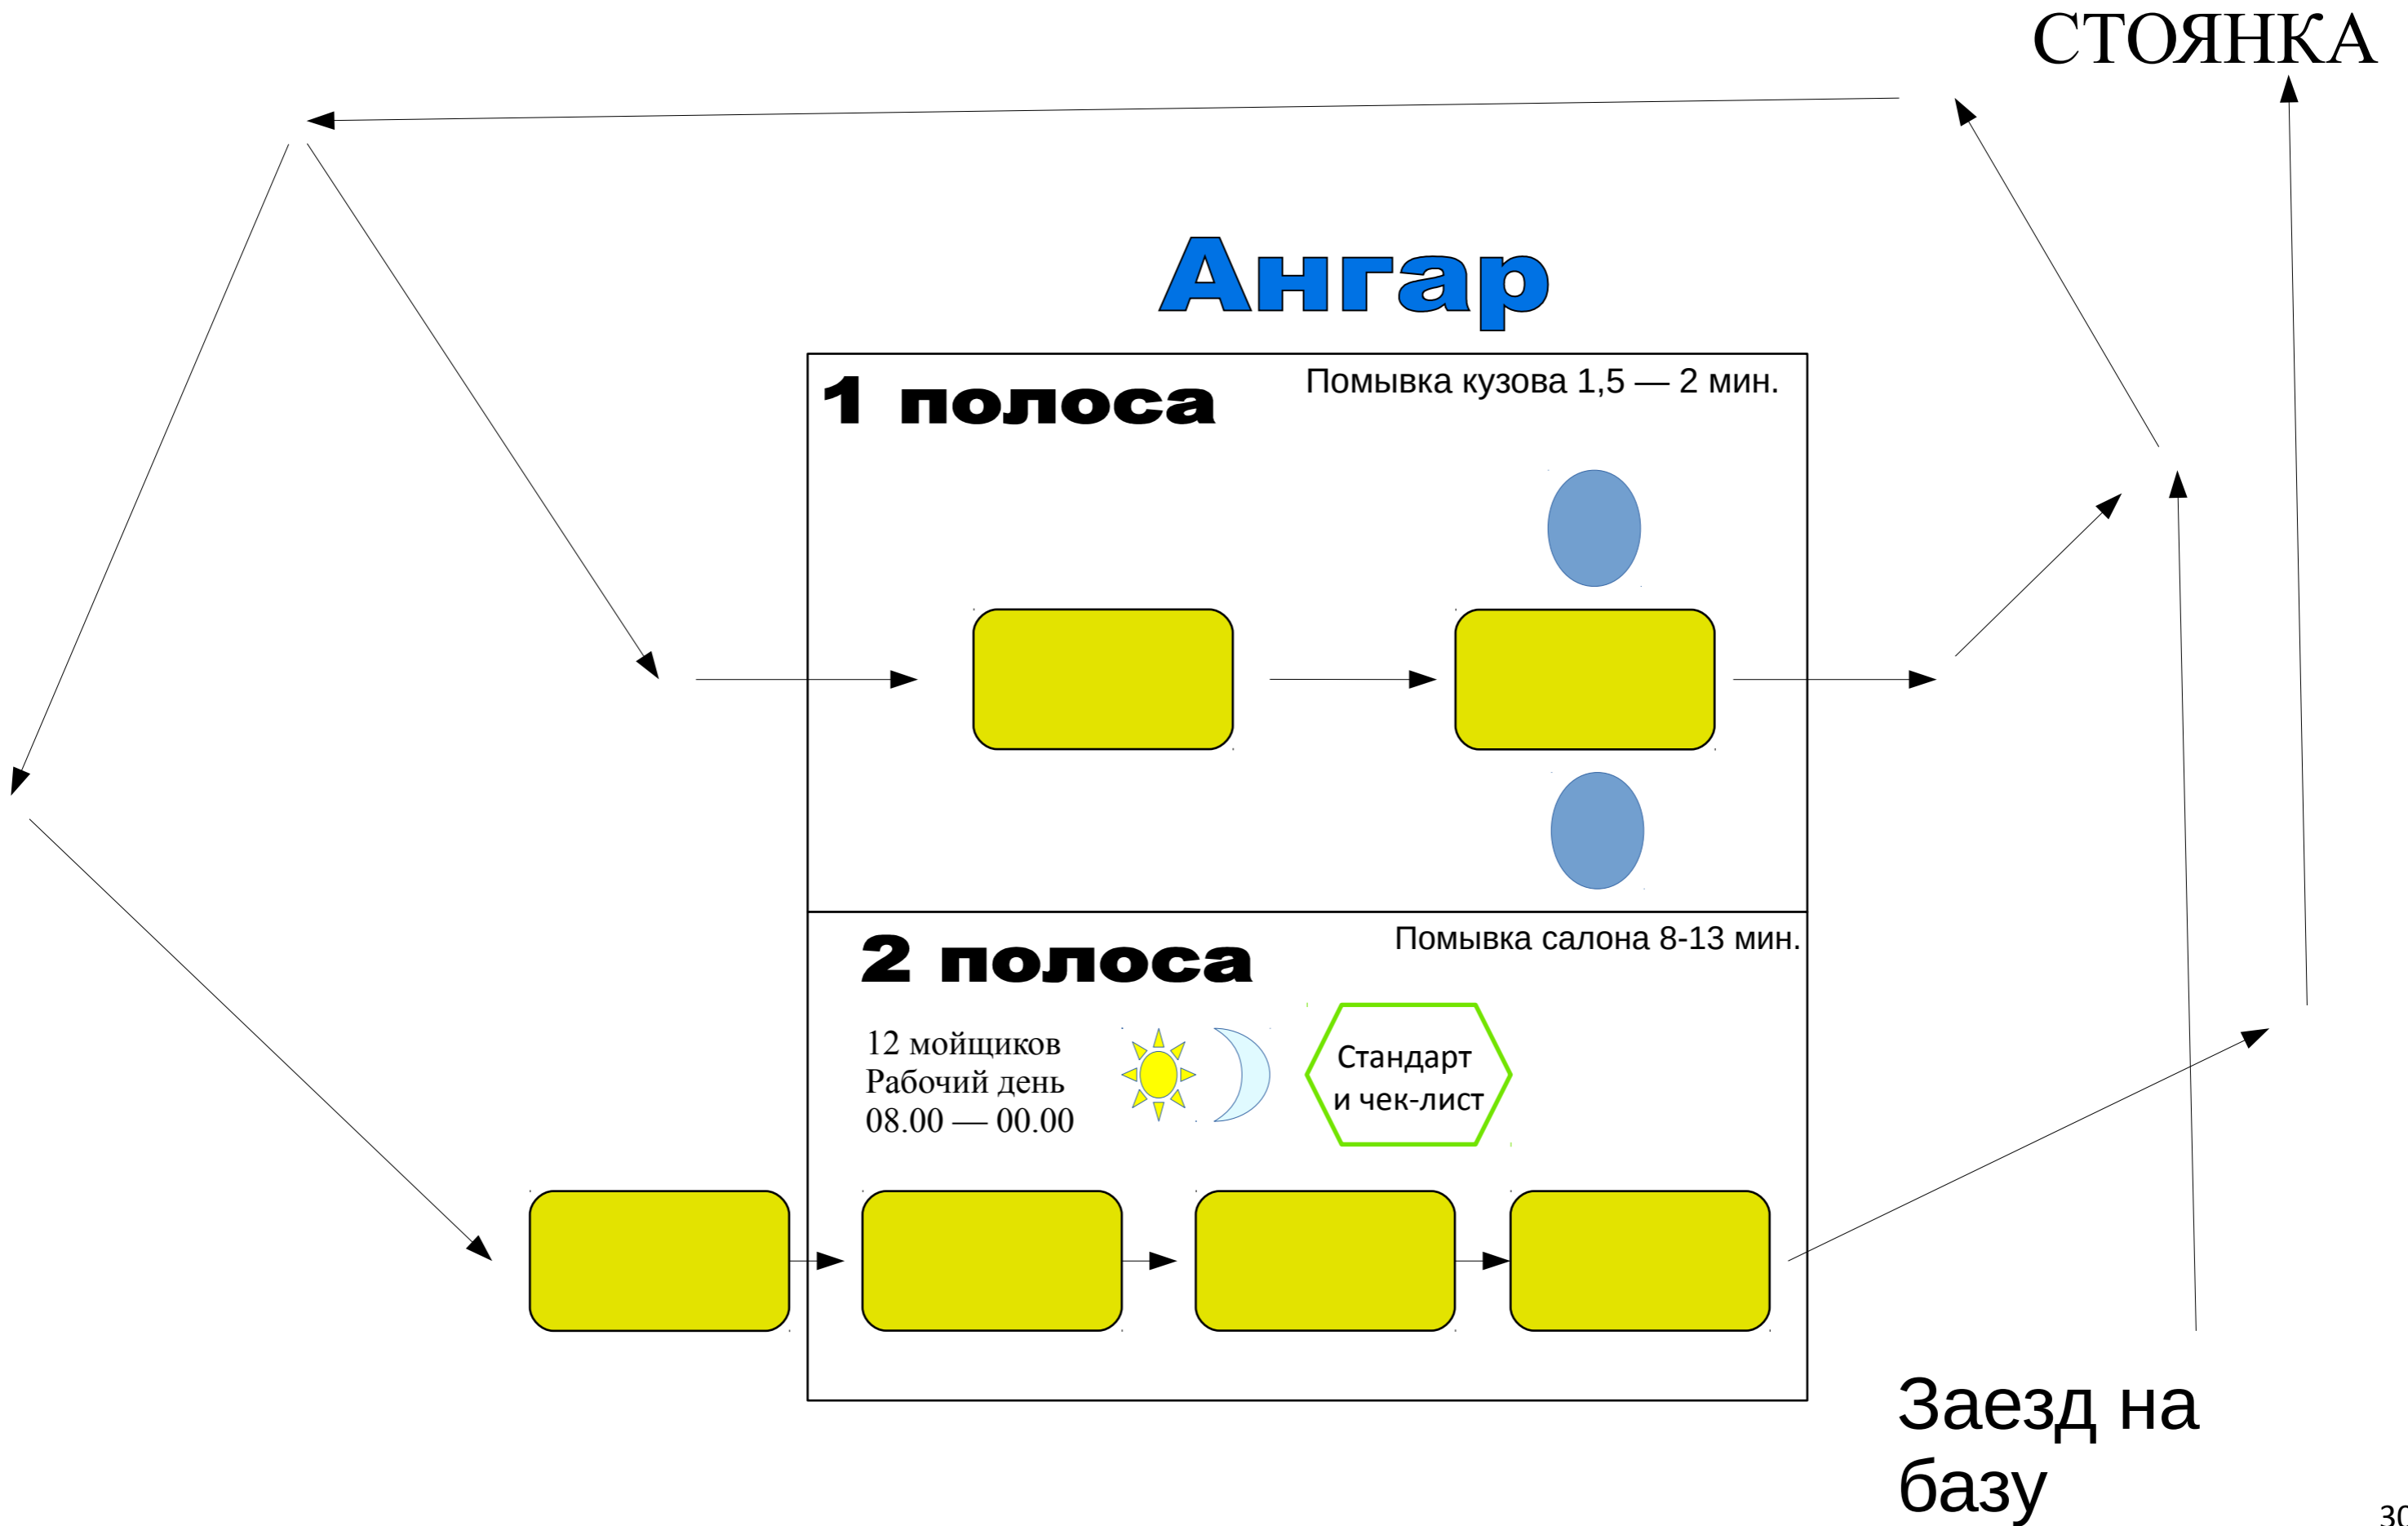 СТОЯНКА
Ангар
1 полоса
Помывка кузова 1,5 — 2 мин.
2 полоса
Помывка салона 8-13 мин.
12 мойщиков
Рабочий день
08.00 — 00.00
Стандарт
и чек-лист
Заезд на
базу
30